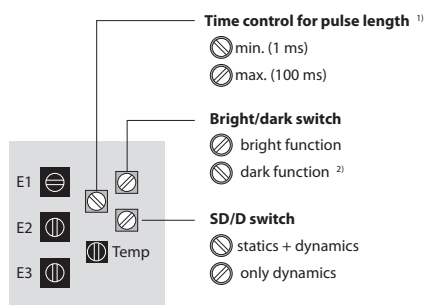 Time control for pulse length 1)
min. (1 ms)
max. (100 ms)
Bright/dark switch
bright function
dark function 2)
SD/D switch
statics + dynamics
only dynamics
E1
E2
Temp
E3